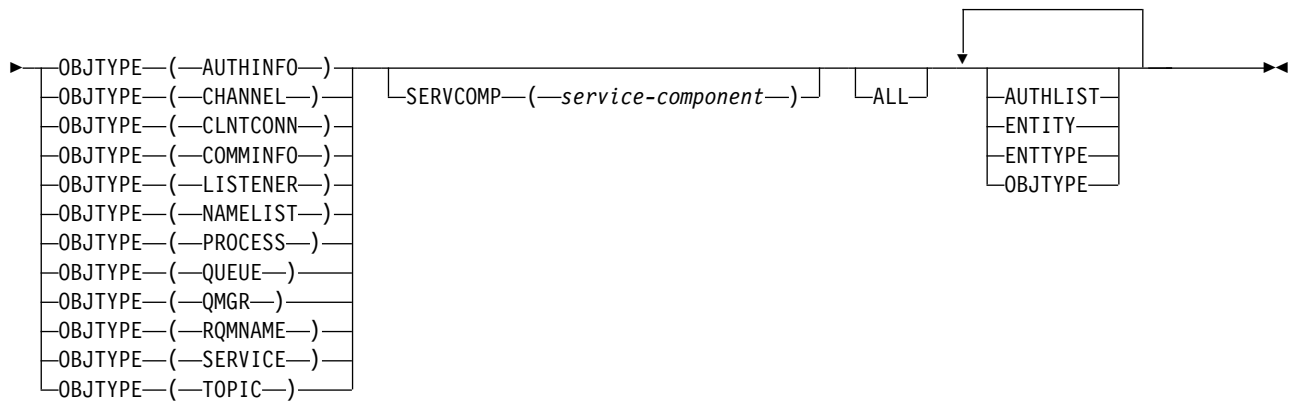 OBJTYPE ( AUTHINFO )
OBJTYPE ( CHANNEL )
OBJTYPE ( CLNTCONN )
OBJTYPE ( COMMINFO )
OBJTYPE ( LISTENER )
OBJTYPE ( NAMELIST )
OBJTYPE ( PROCESS )
OBJTYPE ( QUEUE )
OBJTYPE ( QMGR )
OBJTYPE ( RQMNAME )
OBJTYPE ( SERVICE )
OBJTYPE ( TOPIC )
SERVCOMP ( service-component )
ALL
AUTHLIST
ENTITY
ENTTYPE
OBJTYPE